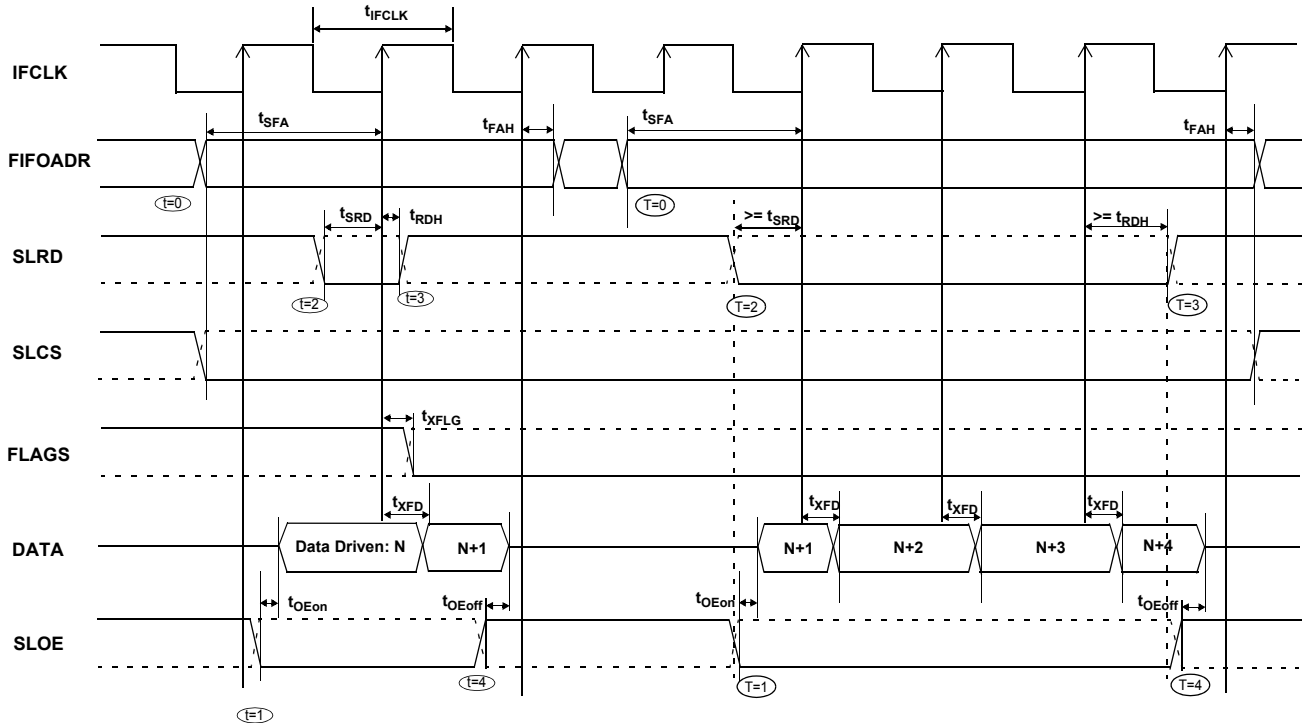 tIFCLK
IFCLK
tSFA
tFAH
tSFA
tFAH
FIFOADR
t=0
T=0
tSRD
tRDH
>= tSRD
>= tRDH
SLRD
t=2
t=3
T=2
T=3
SLCS
tXFLG
FLAGS
tXFD
tXFD
tXFD
tXFD
DATA
Data Driven: N
N+1
N+1
N+2
N+3
N+4
tOEon
tOEoff
tOEon
tOEoff
SLOE
t=4
T=1
T=4
t=1